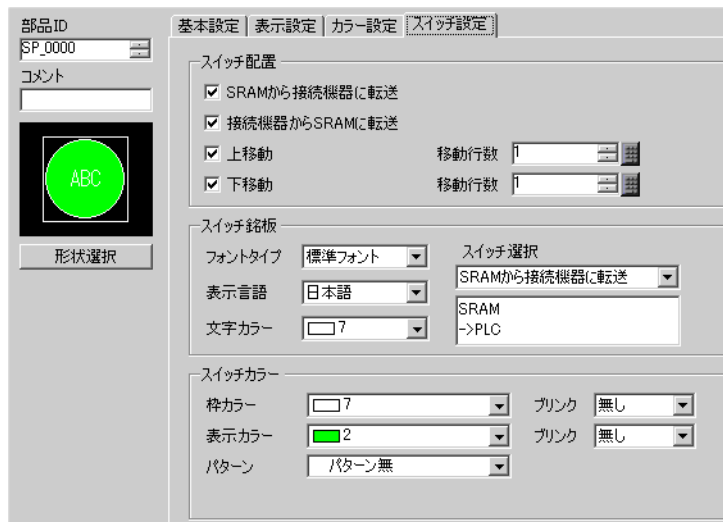 部品ID
SP_0000
コメント
ABC
形状選択
基本設定 表示設定 カラー設定 スイッチ設定
スイッチ配置
SRAMから接続機器に転送
接続機器からSRAMに転送
上移動 移動行数 1
下移動 移動行数 1
スイッチ銘板
フォントタイプ 標準フォント
表示言語 日本語
文字カラー 7
スイッチ選択
SRAMから接続機器に転送
SRAM
->PLC
スイッチカラー
枠カラー 7 ブリンク 無し
表示カラー 2 ブリンク 無し
パターン パターン無